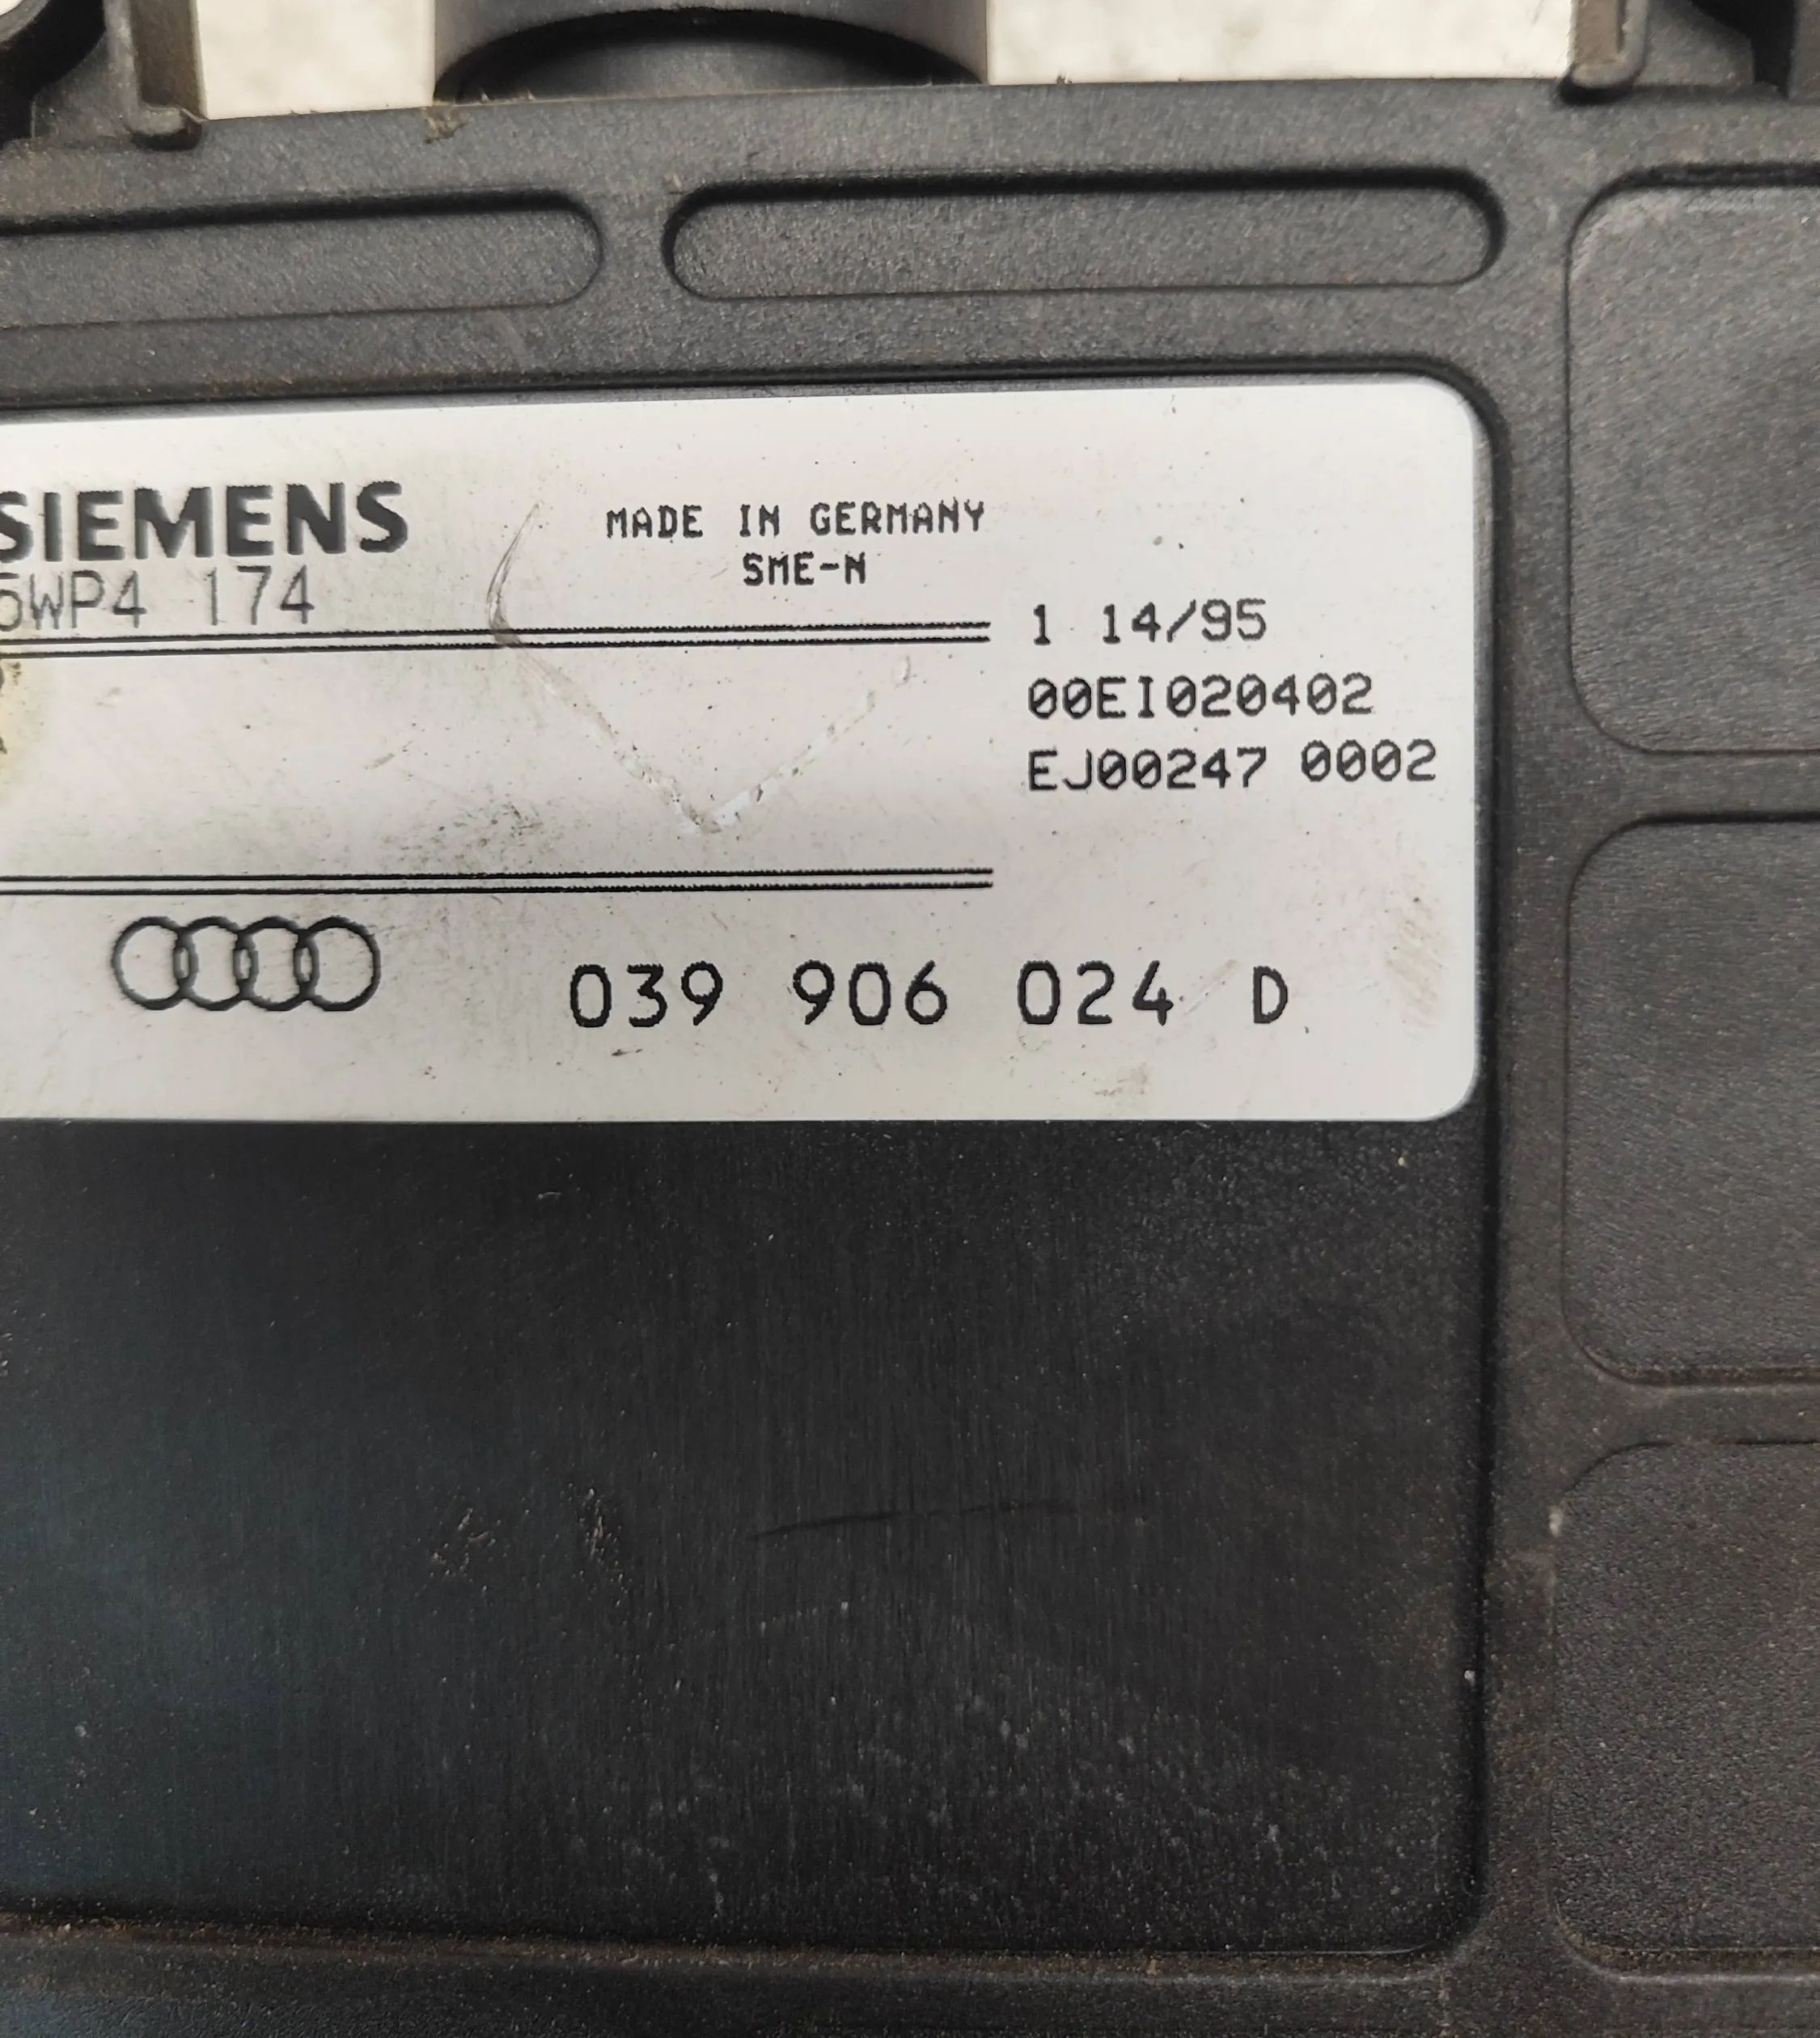 SIEMENS
5WP4 174
MADE IN GERMANY
SME-N
1 14/95
00EI020402
EJ00247 0002
039 906 024 D